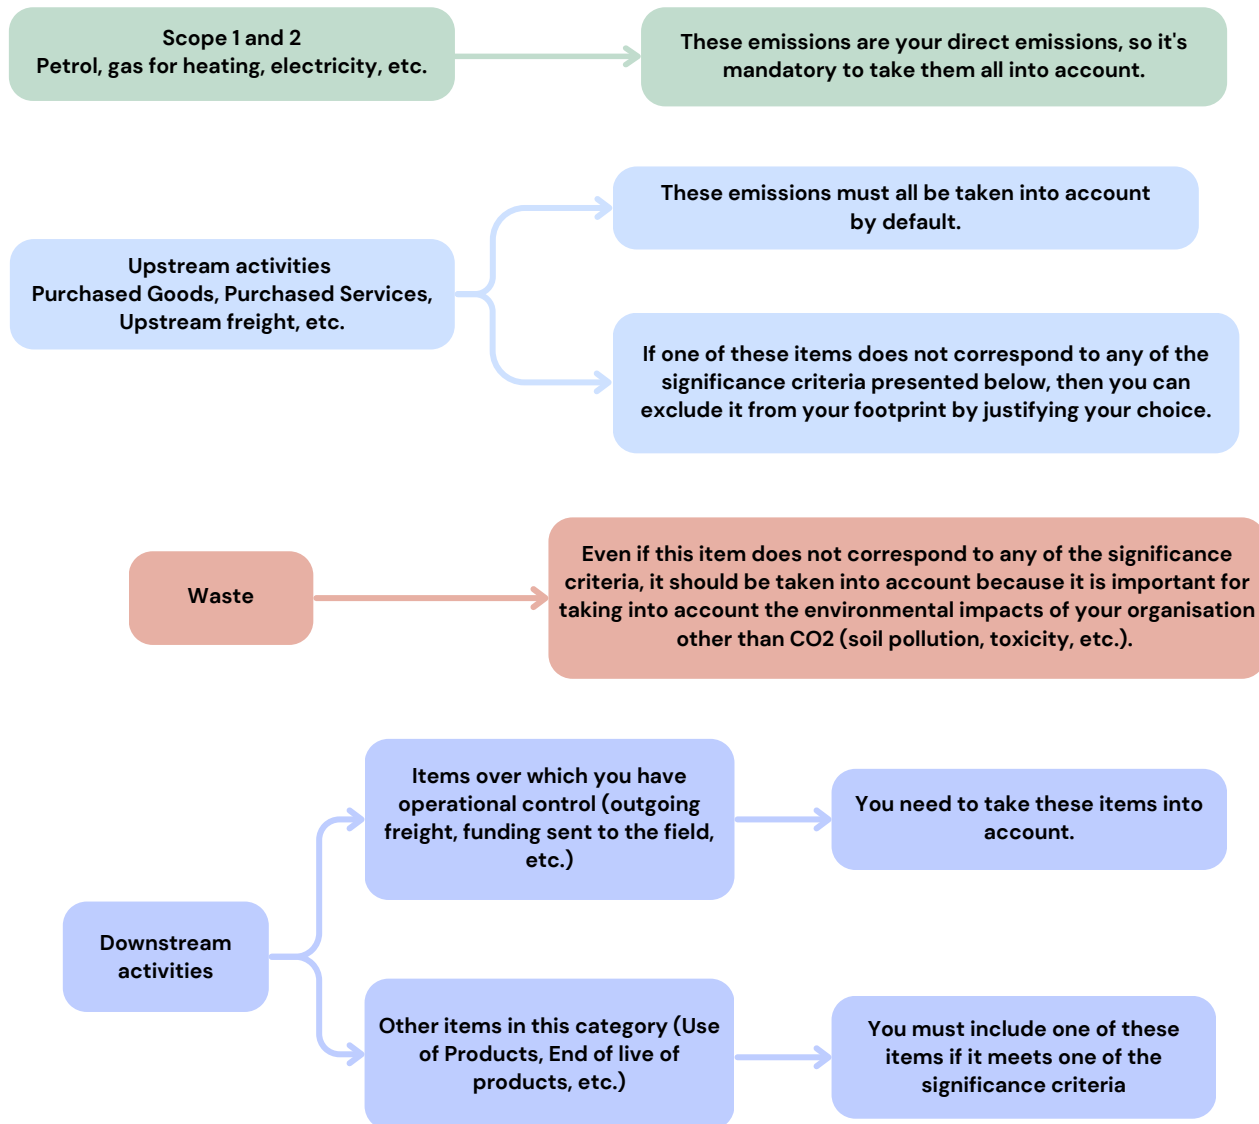 Scope 1 and 2
Petrol, gas for heating, electricity, etc.
These emissions are your direct emissions, so it's
mandatory to take them all into account.
These emissions must all be taken into account
by default.
Upstream activities
Purchased Goods, Purchased Services,
Upstream freight, etc.
If one of these items does not correspond to any of the
significance criteria presented below, then you can
exclude it from your footprint by justifying your choice.
Waste
Even if this item does not correspond to any of the significance
criteria, it should be taken into account because it is important for
taking into account the environmental impacts of your organisation
other than CO2 (soil pollution, toxicity, etc.).
Items over which you have
operational control (outgoing
freight, funding sent to the field,
etc.)
You need to take these items into
account.
Downstream
activities
Other items in this category (Use
of Products, End of live of
products, etc.)
You must include one of these
items if it meets one of the
significance criteria